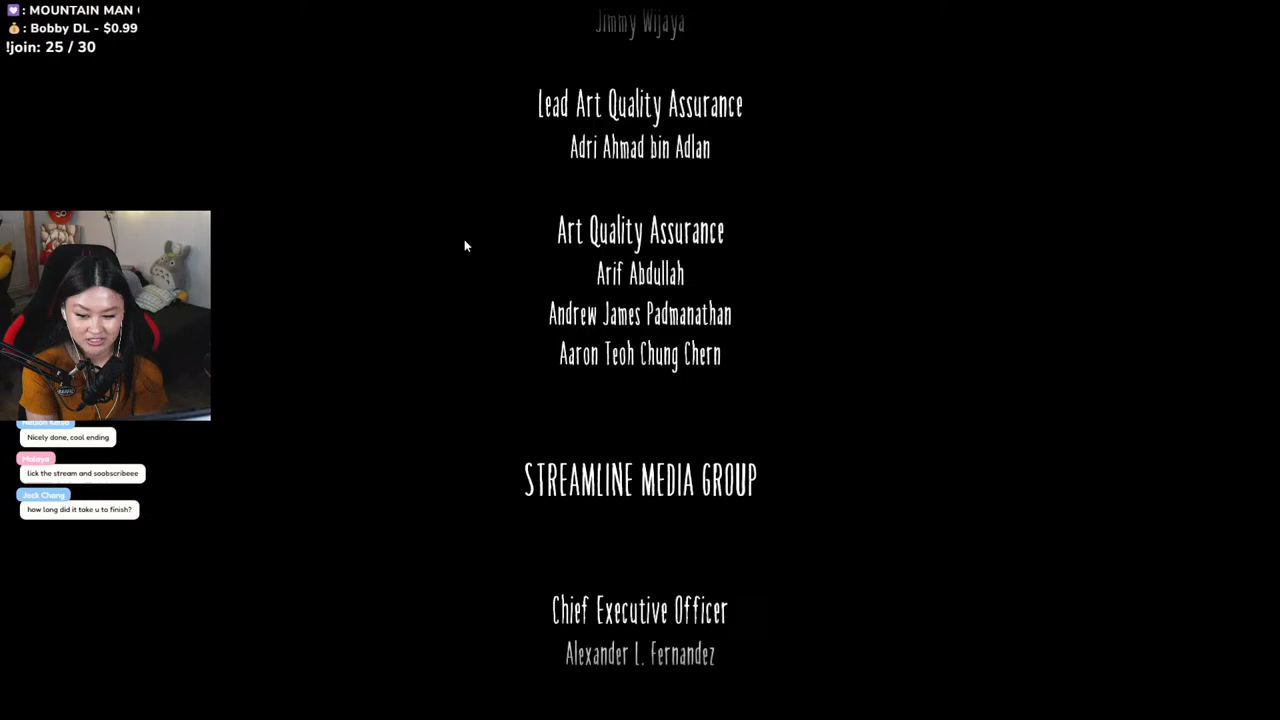 : MOUNTAIN MAN
: Bobby DL - $0.99
!join: 25 / 30
Jimmy Wijaya
Lead Art Quality Assurance
Adri Ahmad bin Adlan
Art Quality Assurance
Arif Abdullah
Andrew James Padmanathan
Aaron Teoh Chung Chern
STREAMLINE MEDIA GROUP
Chief Executive Officer
Alexander L. Fernandez
Nicely done, cool ending
Malaya
lick the stream and soobscribeee
Jack Chang
how long did it take u to finish?